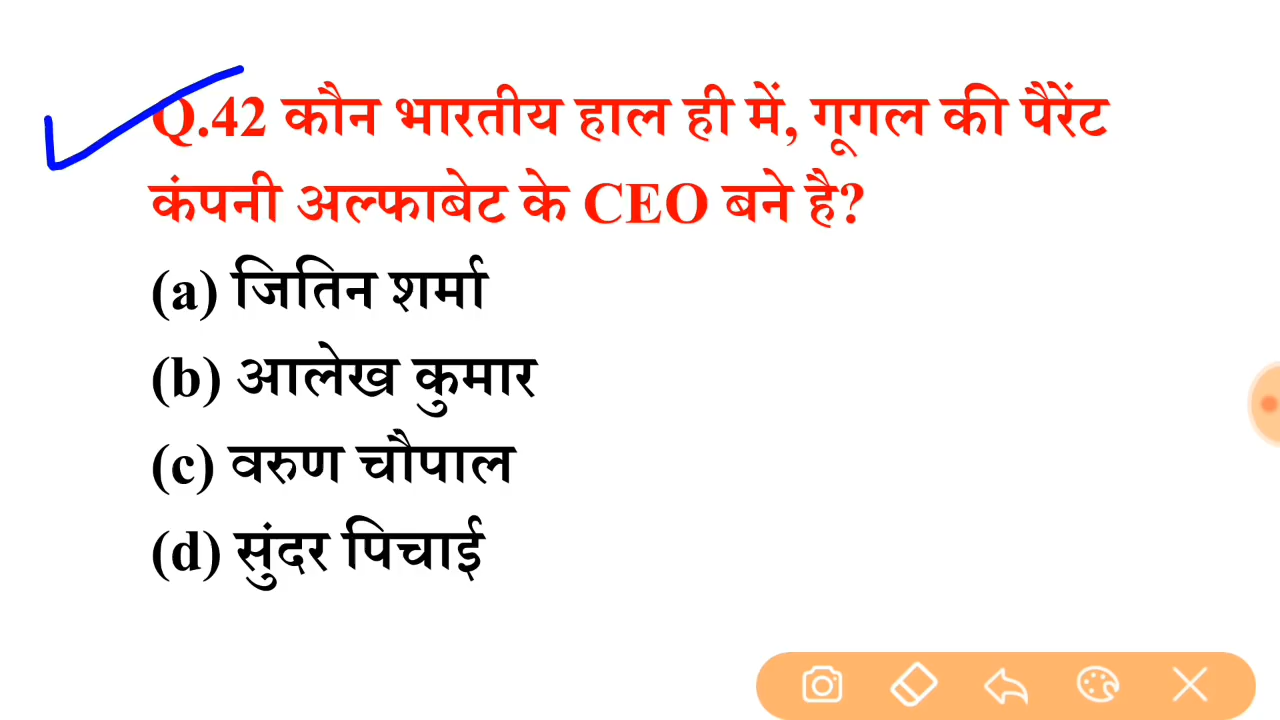 Q.42 कौन भारतीय हाल ही में, गूगल की पैरेंट
कंपनी अल्फाबेट के CEO बने है?
(a) जितिन शर्मा
(b) आलेख कुमार
(c) वरुण चौपाल
(d) सुंदर पिचाई